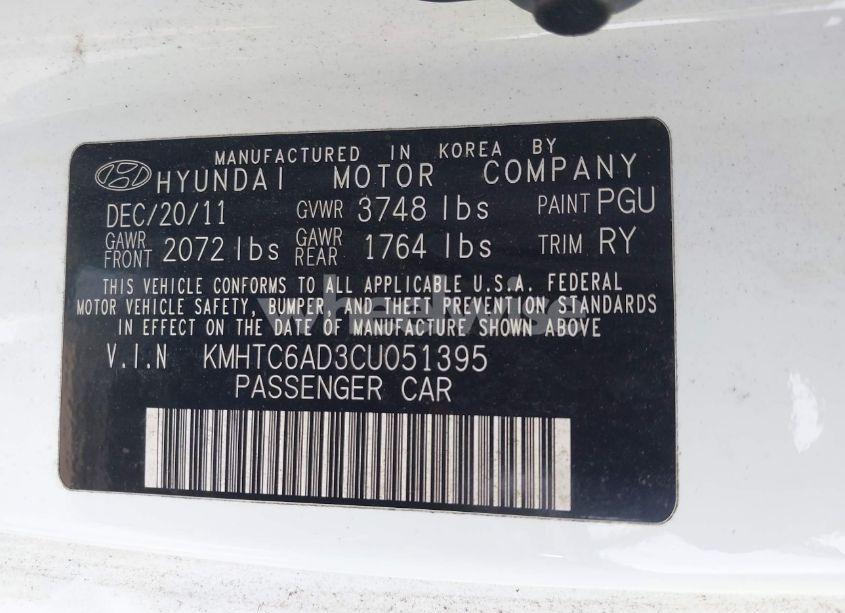 MANUFACTURED IN KOREA BY
HYUNDAI MOTOR COMPANY
DEC/20/11 GVWR 3748 lbs PAINT PGU
GAWR FRONT 2072 lbs GAWR REAR 1764 lbs TRIM RY
THIS VEHICLE CONFORMS TO ALL APPLICABLE U.S.A. FEDERAL
MOTOR VEHICLE SAFETY, BUMPER, AND THEFT PREVENTION STANDARDS
IN EFFECT ON THE DATE OF MANUFACTURE SHOWN ABOVE
wheelwise
V.I.N KMHTC6AD3CU051395
PASSENGER CAR